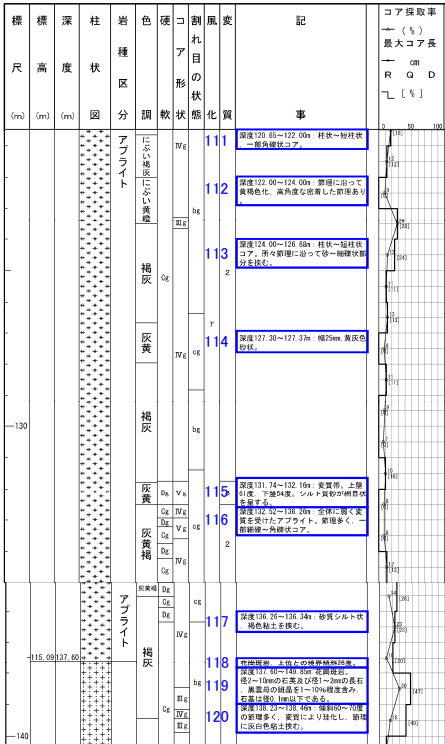 標尺(m)
標高(m)
深度(m)
柱状図
岩種区分
色調
硬軟
コア形状
割れ目の状態
風化
変質
記事
コア採取率
(%)
最大コア長
cm
R Q D
[%]
0 50 100
アプライト
にぶい褐灰
にぶい黄橙
褐灰
灰黄
褐灰
灰黄
灰黄褐
Ⅳg
Ⅲg
Ⅳg
bg
cg
bg
Cg
γ
2
111
深度120.65~122.00m:柱状~短柱状
、一部角礫状コア。
112
深度122.00~124.00m:節理に沿って
黄褐色化、高角度な密着した節理あり
。
113
深度124.00~126.68m:柱状~短柱状
コア。所々節理に沿って砂~細礫状部
分を挟む。
114
深度127.30~127.37m:幅25mm、黄灰色
砂状。
-130
115
深度131.74~132.16m:変質帯。上盤
61度、下盤54度。シルト質砂が網目状
を呈する。
Dg Ⅴg
116
深度132.52~136.26m:全体に弱く変
質を受けたアプライト。節理多く、一
部細礫~角礫状コア。
Cg Ⅳg
Dg
Cg Ⅴg
cg
Dg
Cg Ⅳg
2
アプライト
灰黄褐
褐灰
Dg
Cg
Dg
cg
Ⅳg
117
深度136.26~136.34m:砂質シルト状
、褐色粘土を挟む。
-115.09 137.60
118
花崗斑岩、上位との境界傾斜26度。
119
深度137.60~149.85m:花崗斑岩。
径2~10mmの石英及び径1~2mmの長石
、黒雲母の斑晶を1~10%程度含み、
石基は径0.1mm以下である。
bg
Cg
Ⅲg
Ⅳg
Ⅲg
120
深度138.23~138.46m:傾斜60~70度
の節理多く、変質により珪化し、節理
に灰白色粘土挟む。
-140